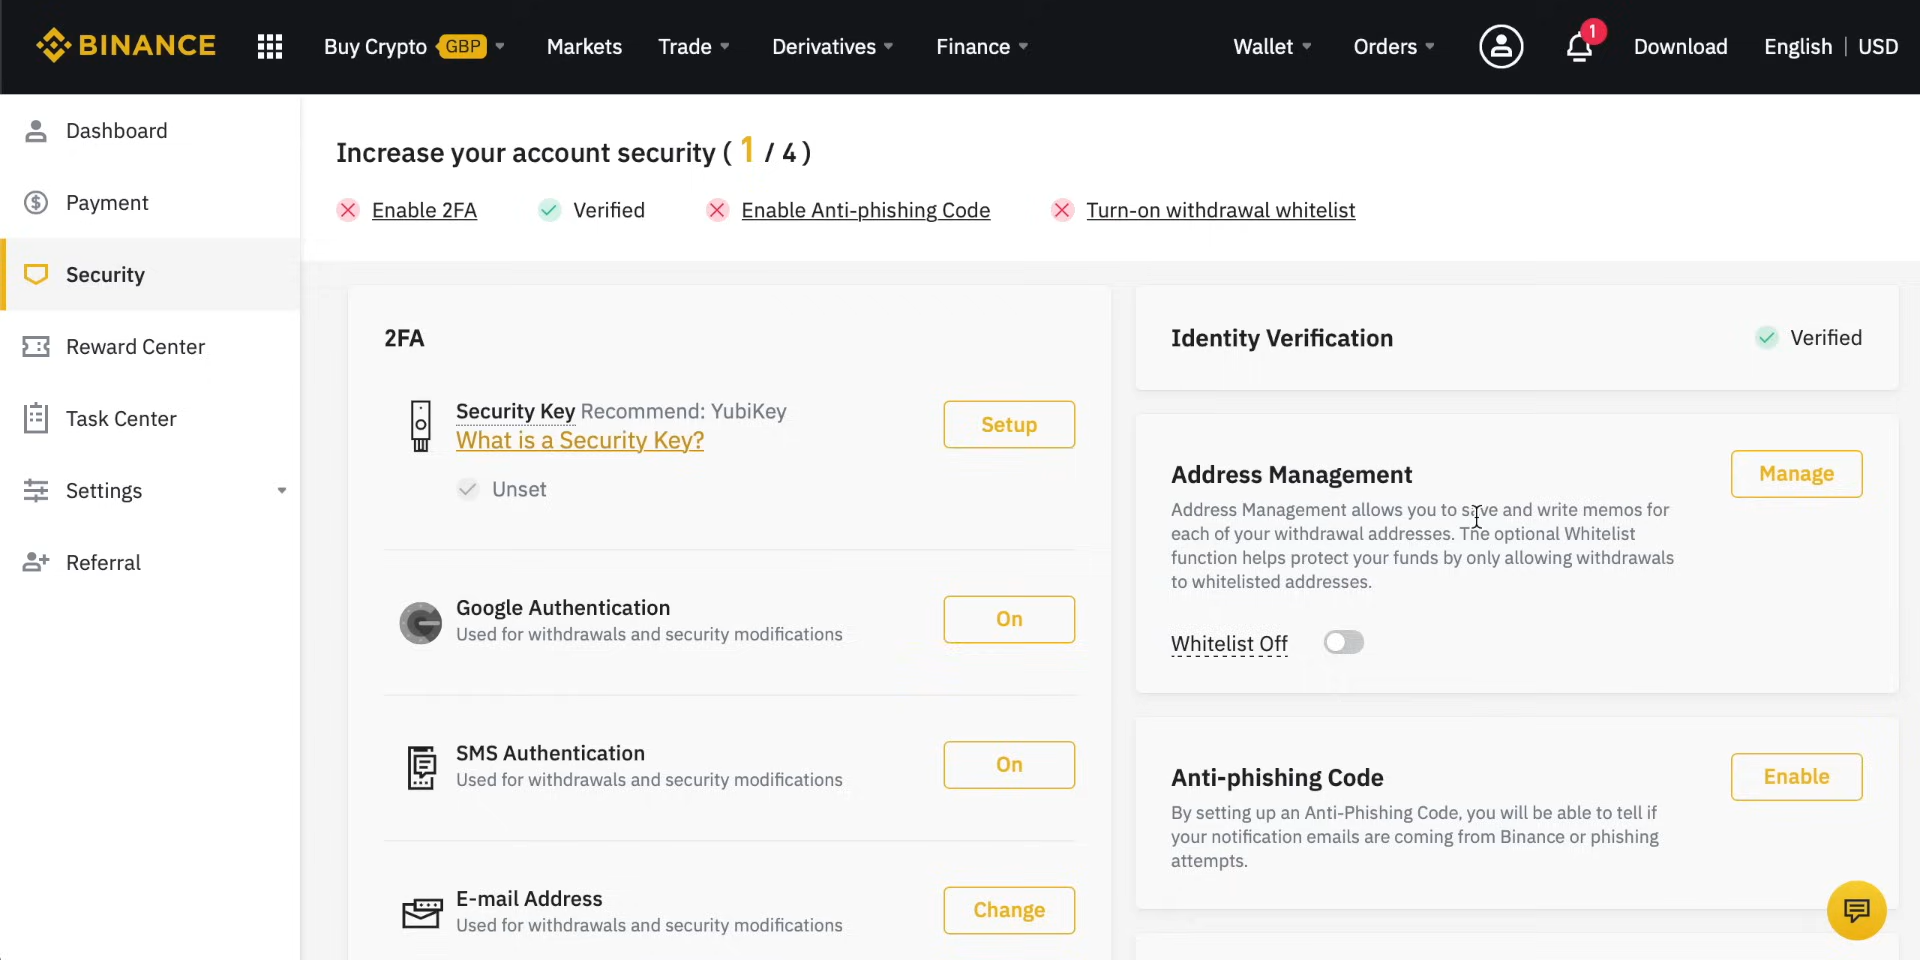 BINANCE
Buy Crypto GBP
Markets
Trade
Derivatives
Finance
Wallet
Orders
1
Download
English | USD
Dashboard
Payment
Security
Reward Center
Task Center
Settings
Referral
Increase your account security ( 1 / 4 )
Enable 2FA
Verified
Enable Anti-phishing Code
Turn-on withdrawal whitelist
2FA
Security Key Recommend: YubiKey
What is a Security Key?
Setup
Unset
Google Authentication
Used for withdrawals and security modifications
On
SMS Authentication
Used for withdrawals and security modifications
On
E-mail Address
Used for withdrawals and security modifications
Change
Identity Verification
Verified
Address Management
Manage
Address Management allows you to save and write memos for
each of your withdrawal addresses. The optional Whitelist
function helps protect your funds by only allowing withdrawals
to whitelisted addresses.
Whitelist Off
Anti-phishing Code
Enable
By setting up an Anti-Phishing Code, you will be able to tell if
your notification emails are coming from Binance or phishing
attempts.